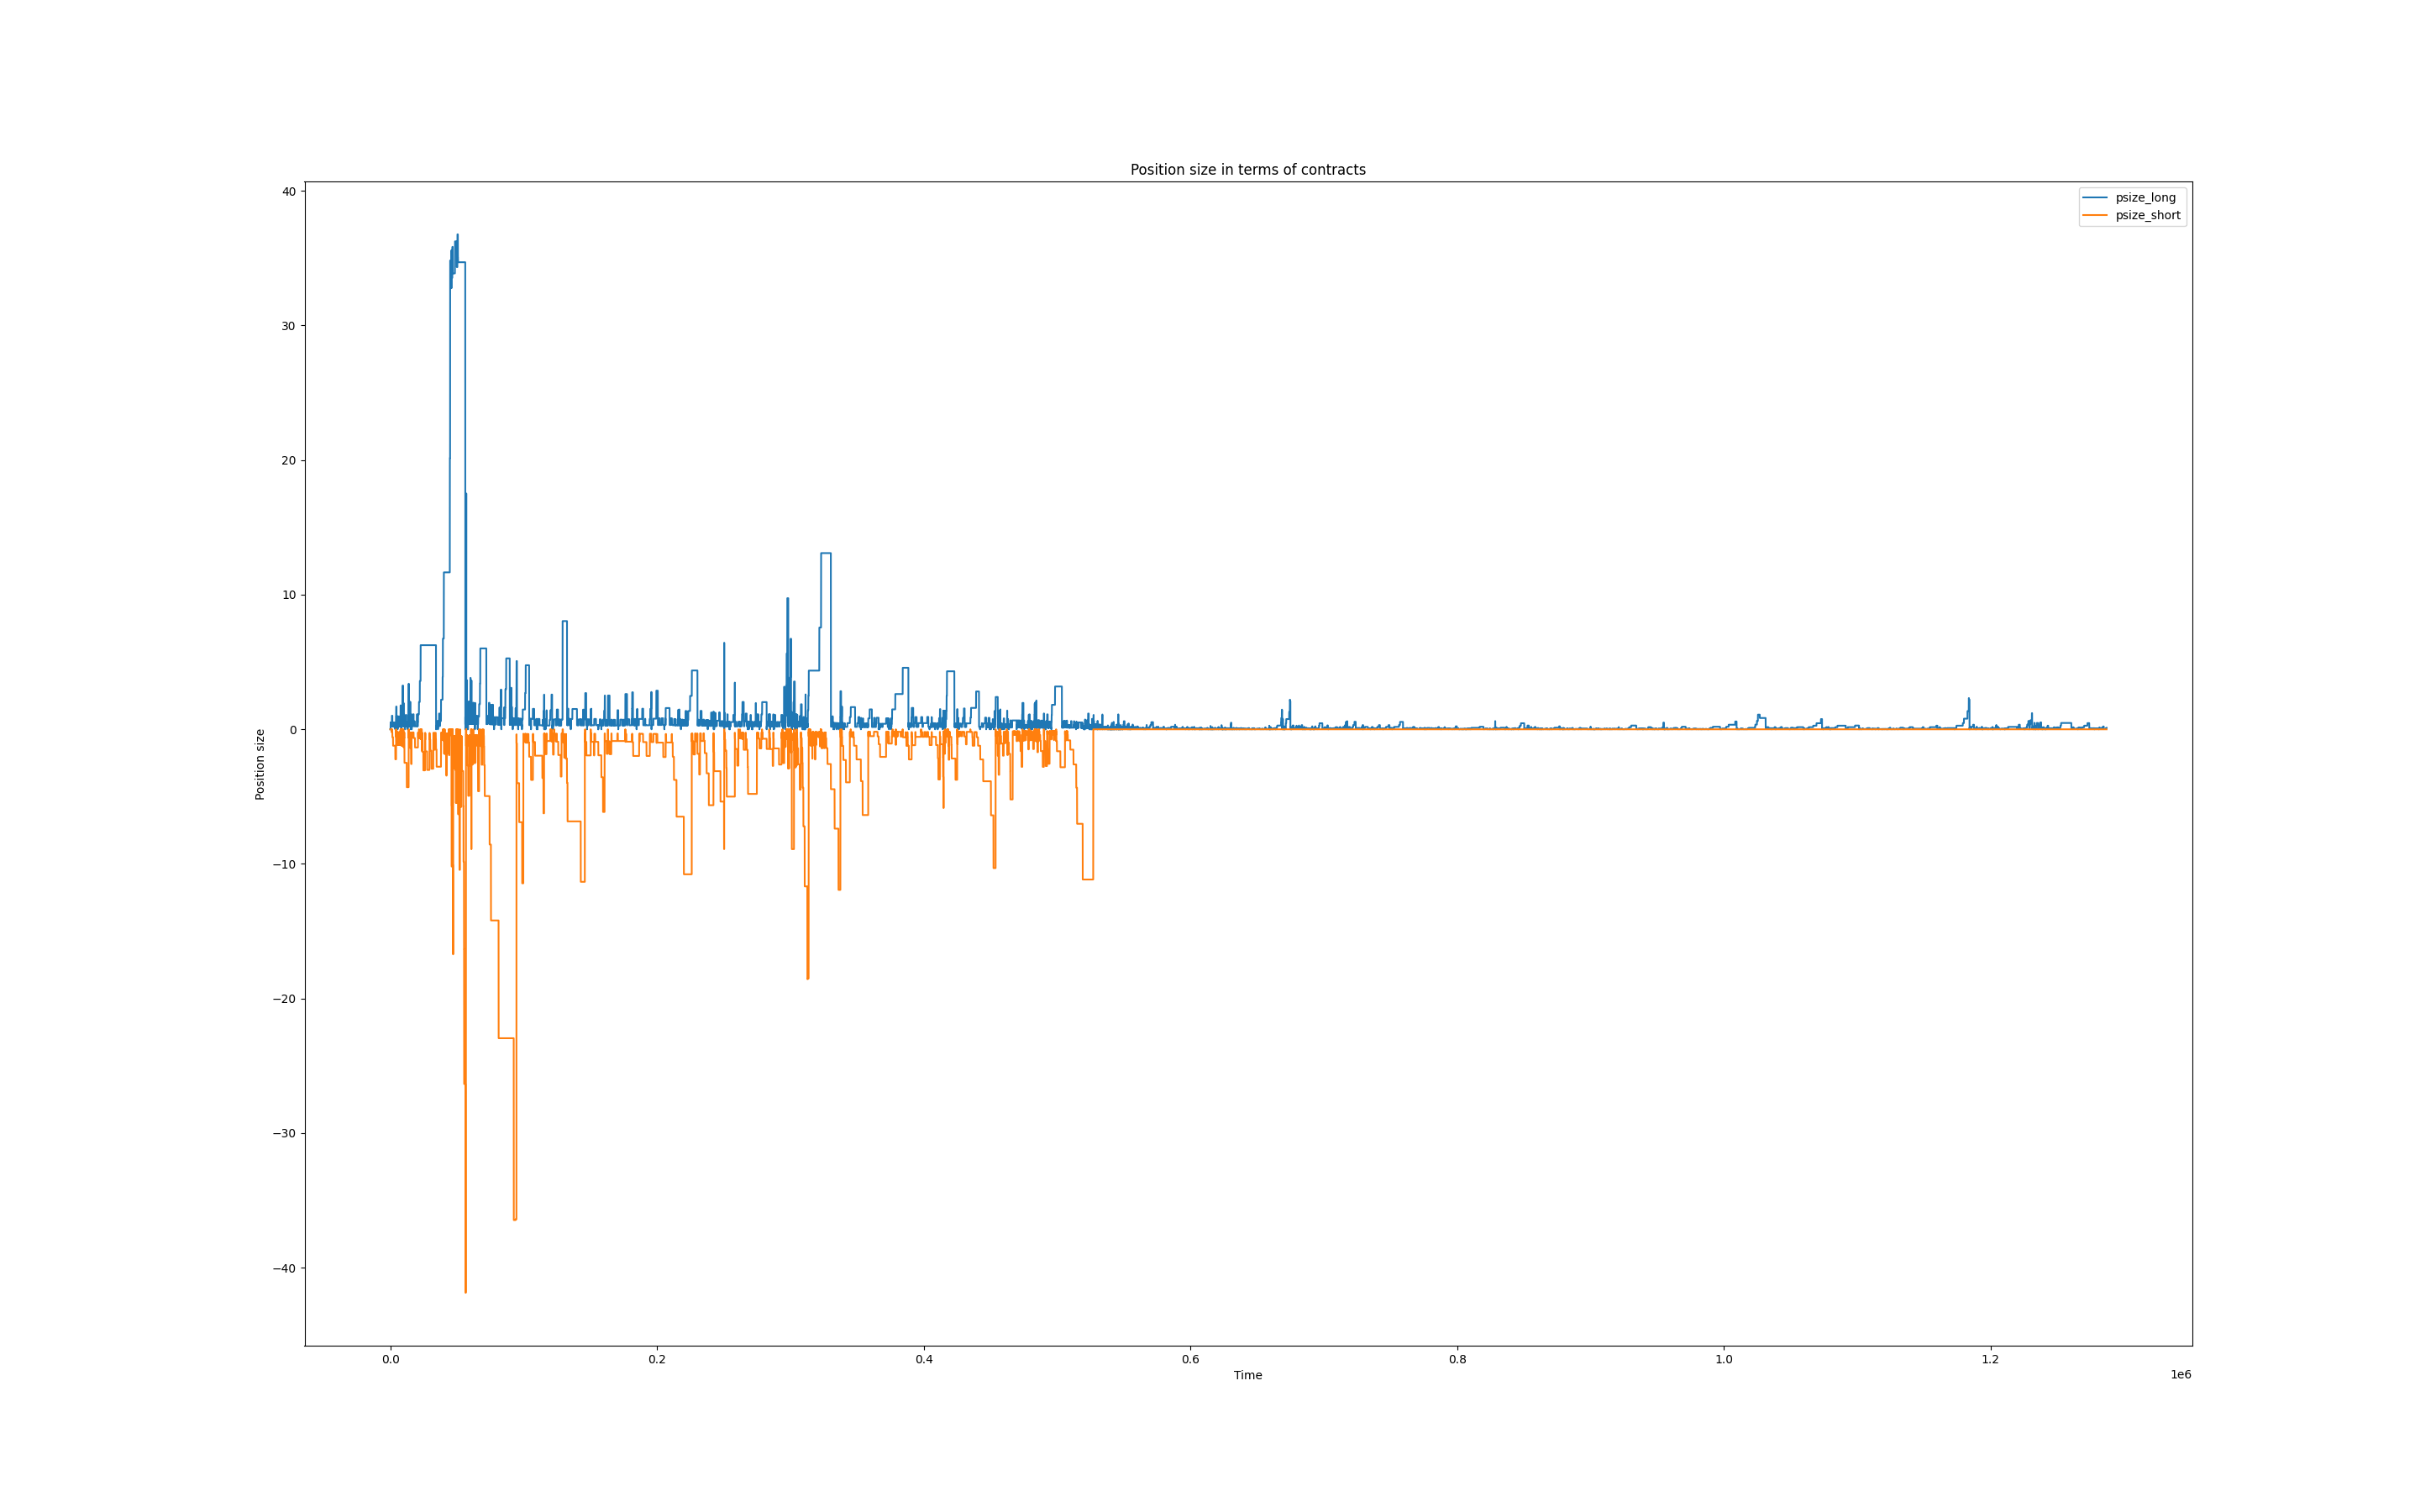 Position size in terms of contracts
psize_long
psize_short
40
30
20
10
0
−10
−20
−30
−40
Position size
0.0 0.2 0.4 0.6 0.8 1.0 1.2
1e6
Time